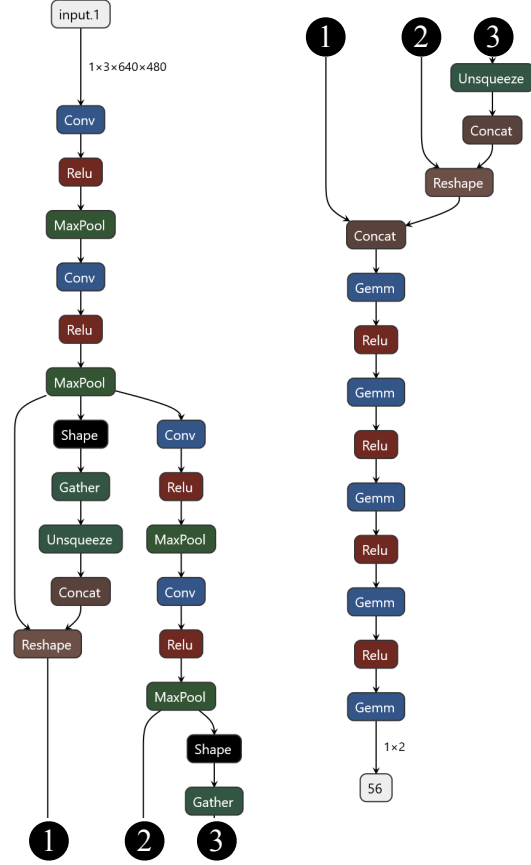 input.1
1×3×640×480
Conv
Relu
MaxPool
Conv
Relu
MaxPool
Shape
Gather
Unsqueeze
Concat
Reshape
1
Conv
Relu
MaxPool
Conv
Relu
MaxPool
Shape
Gather
2
3
1
2
3
Unsqueeze
Concat
Reshape
Concat
Gemm
Relu
Gemm
Relu
Gemm
Relu
Gemm
Relu
Gemm
1×2
56